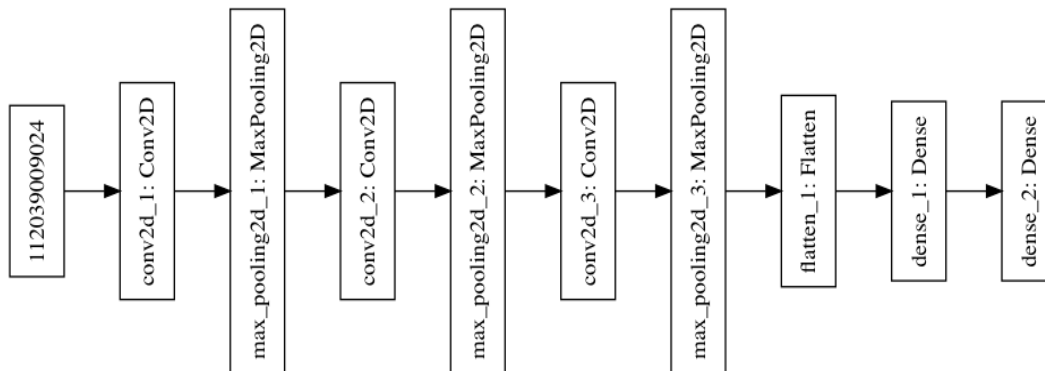 112039009024
conv2d_1: Conv2D
max_pooling2d_1: MaxPooling2D
conv2d_2: Conv2D
max_pooling2d_2: MaxPooling2D
conv2d_3: Conv2D
max_pooling2d_3: MaxPooling2D
flatten_1: Flatten
dense_1: Dense
dense_2: Dense